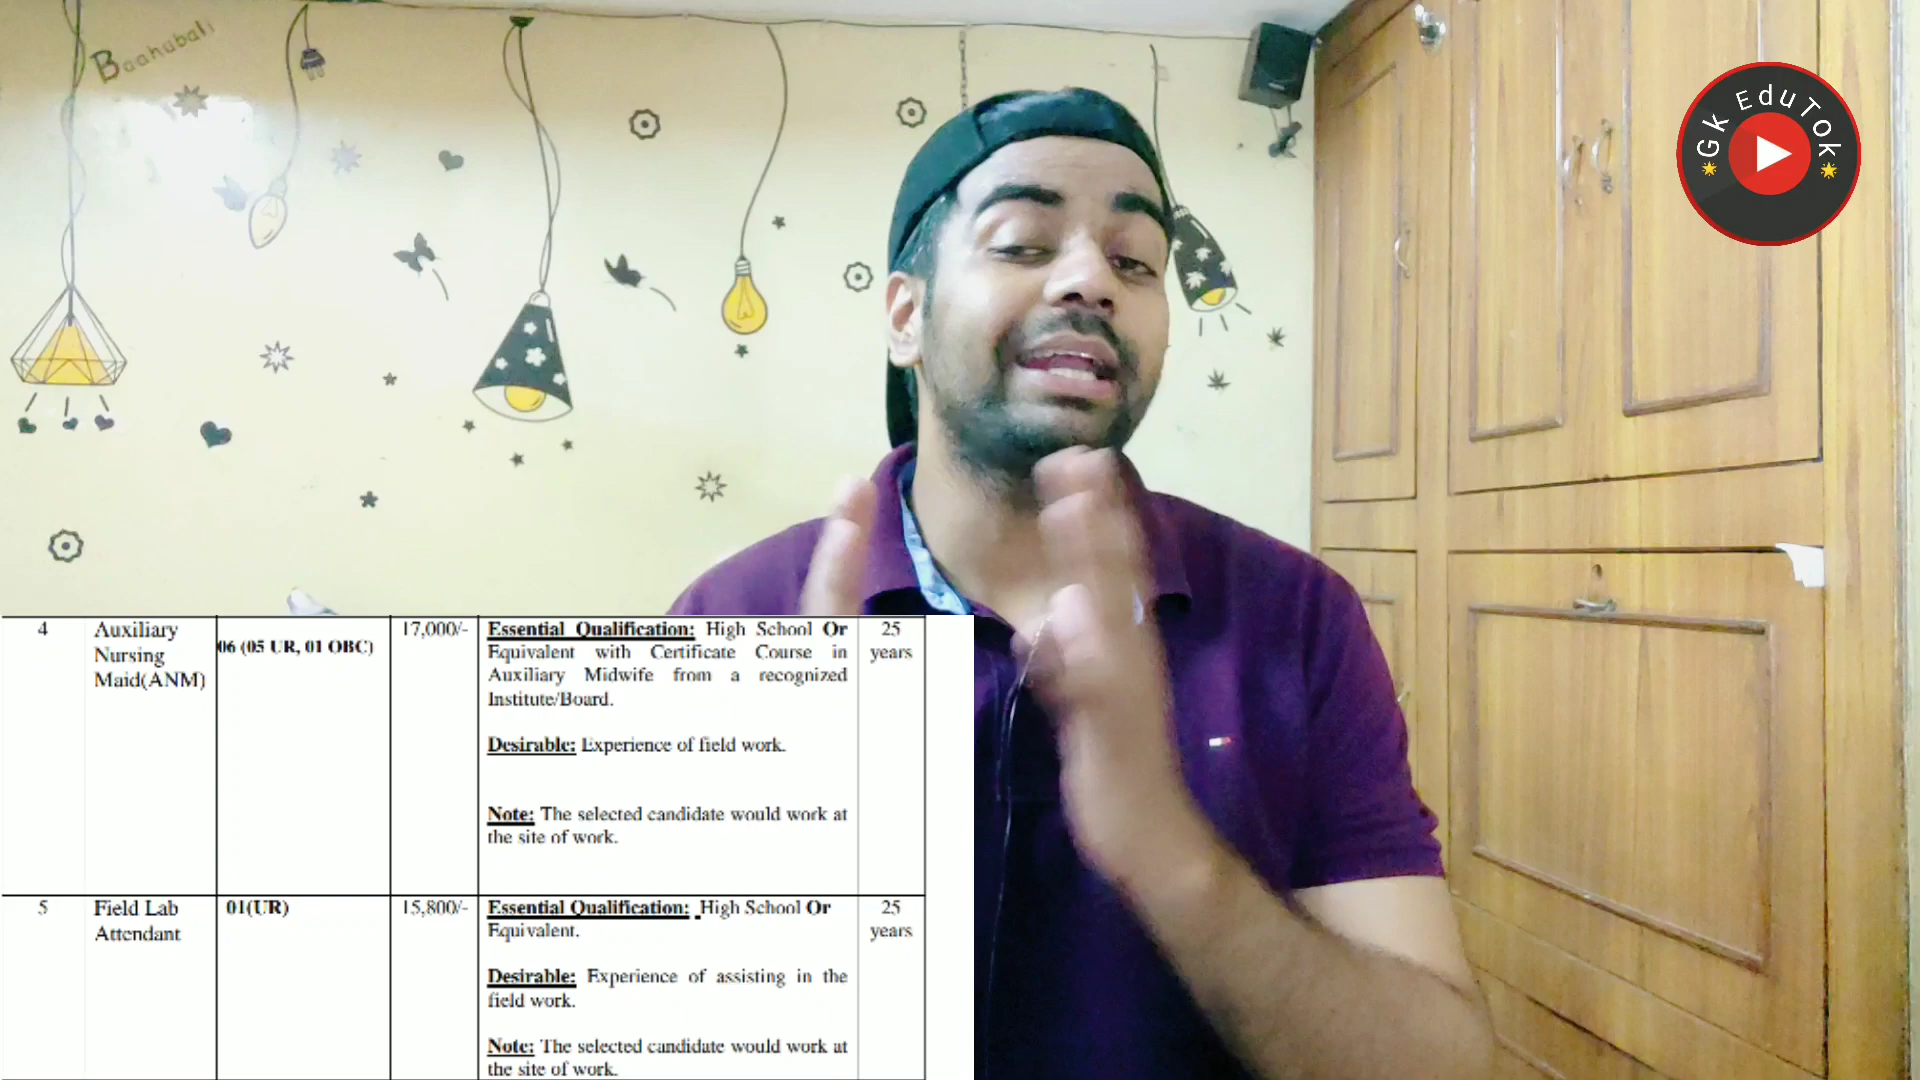 Baahubali
Gk EduTok
4
Auxiliary
Nursing
Maid(ANM)
06 (05 UR, 01 OBC)
17,000/-
Essential Qualification: High School Or
Equivalent with Certificate Course in
Auxiliary Midwife from a recognized
Institute/Board.
Desirable: Experience of field work.
Note: The selected candidate would work at
the site of work.
25
years
5
Field Lab
Attendant
01(UR)
15,800/-
Essential Qualification: High School Or
Equivalent.
Desirable: Experience of assisting in the
field work.
Note: The selected candidate would work at
the site of work.
25
years